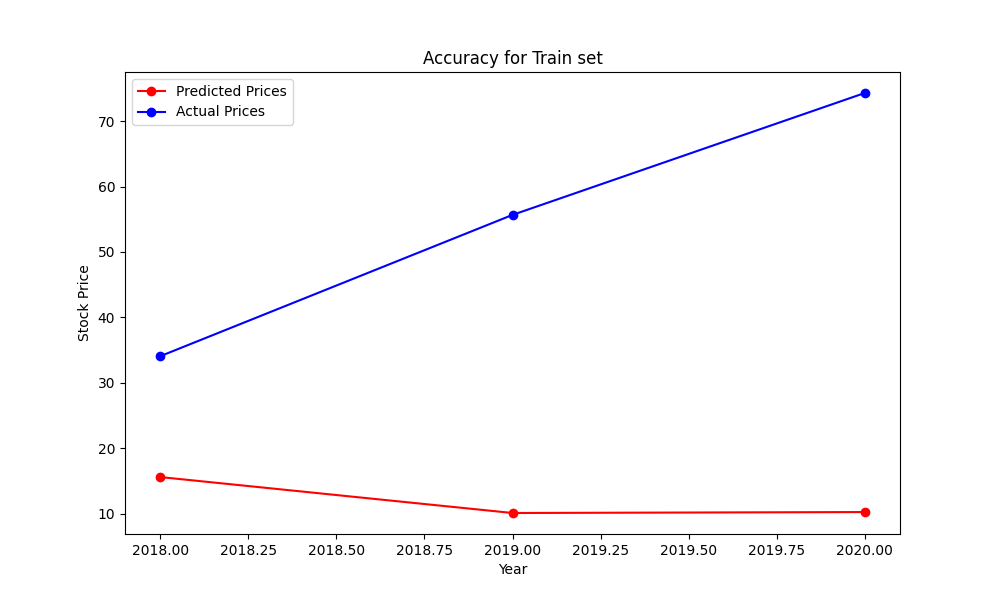 Accuracy for Train set
Predicted Prices
Actual Prices
70
60
50
40
30
20
10
Stock Price
2018.00 2018.25 2018.50 2018.75 2019.00 2019.25 2019.50 2019.75 2020.00
Year